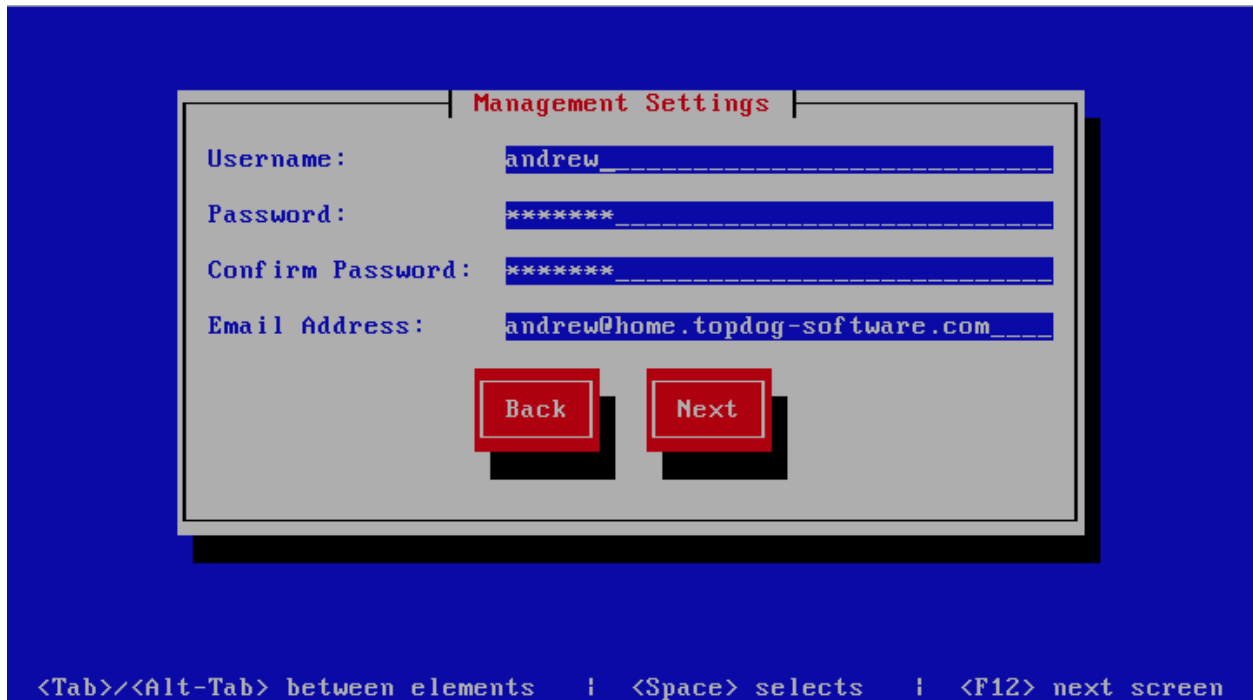 Management Settings
Username: andrew
Password: *******
Confirm Password: *******
Email Address: andrew@home.topdog-software.com
Back Next
<Tab>/<Alt-Tab> between elements | <Space> selects | <F12> next screen